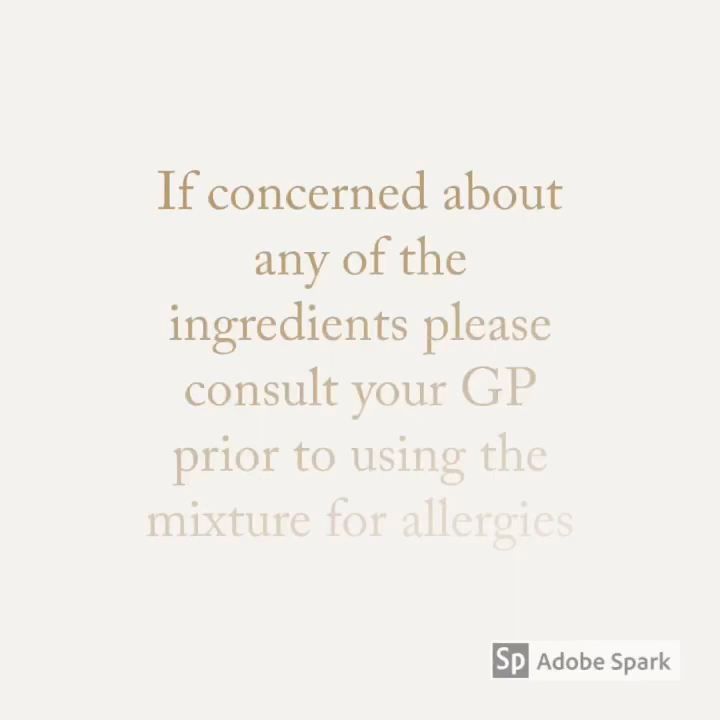 If concerned about
any of the
ingredients please
consult your GP
prior to using the
mixture for allergies
Sp Adobe Spark